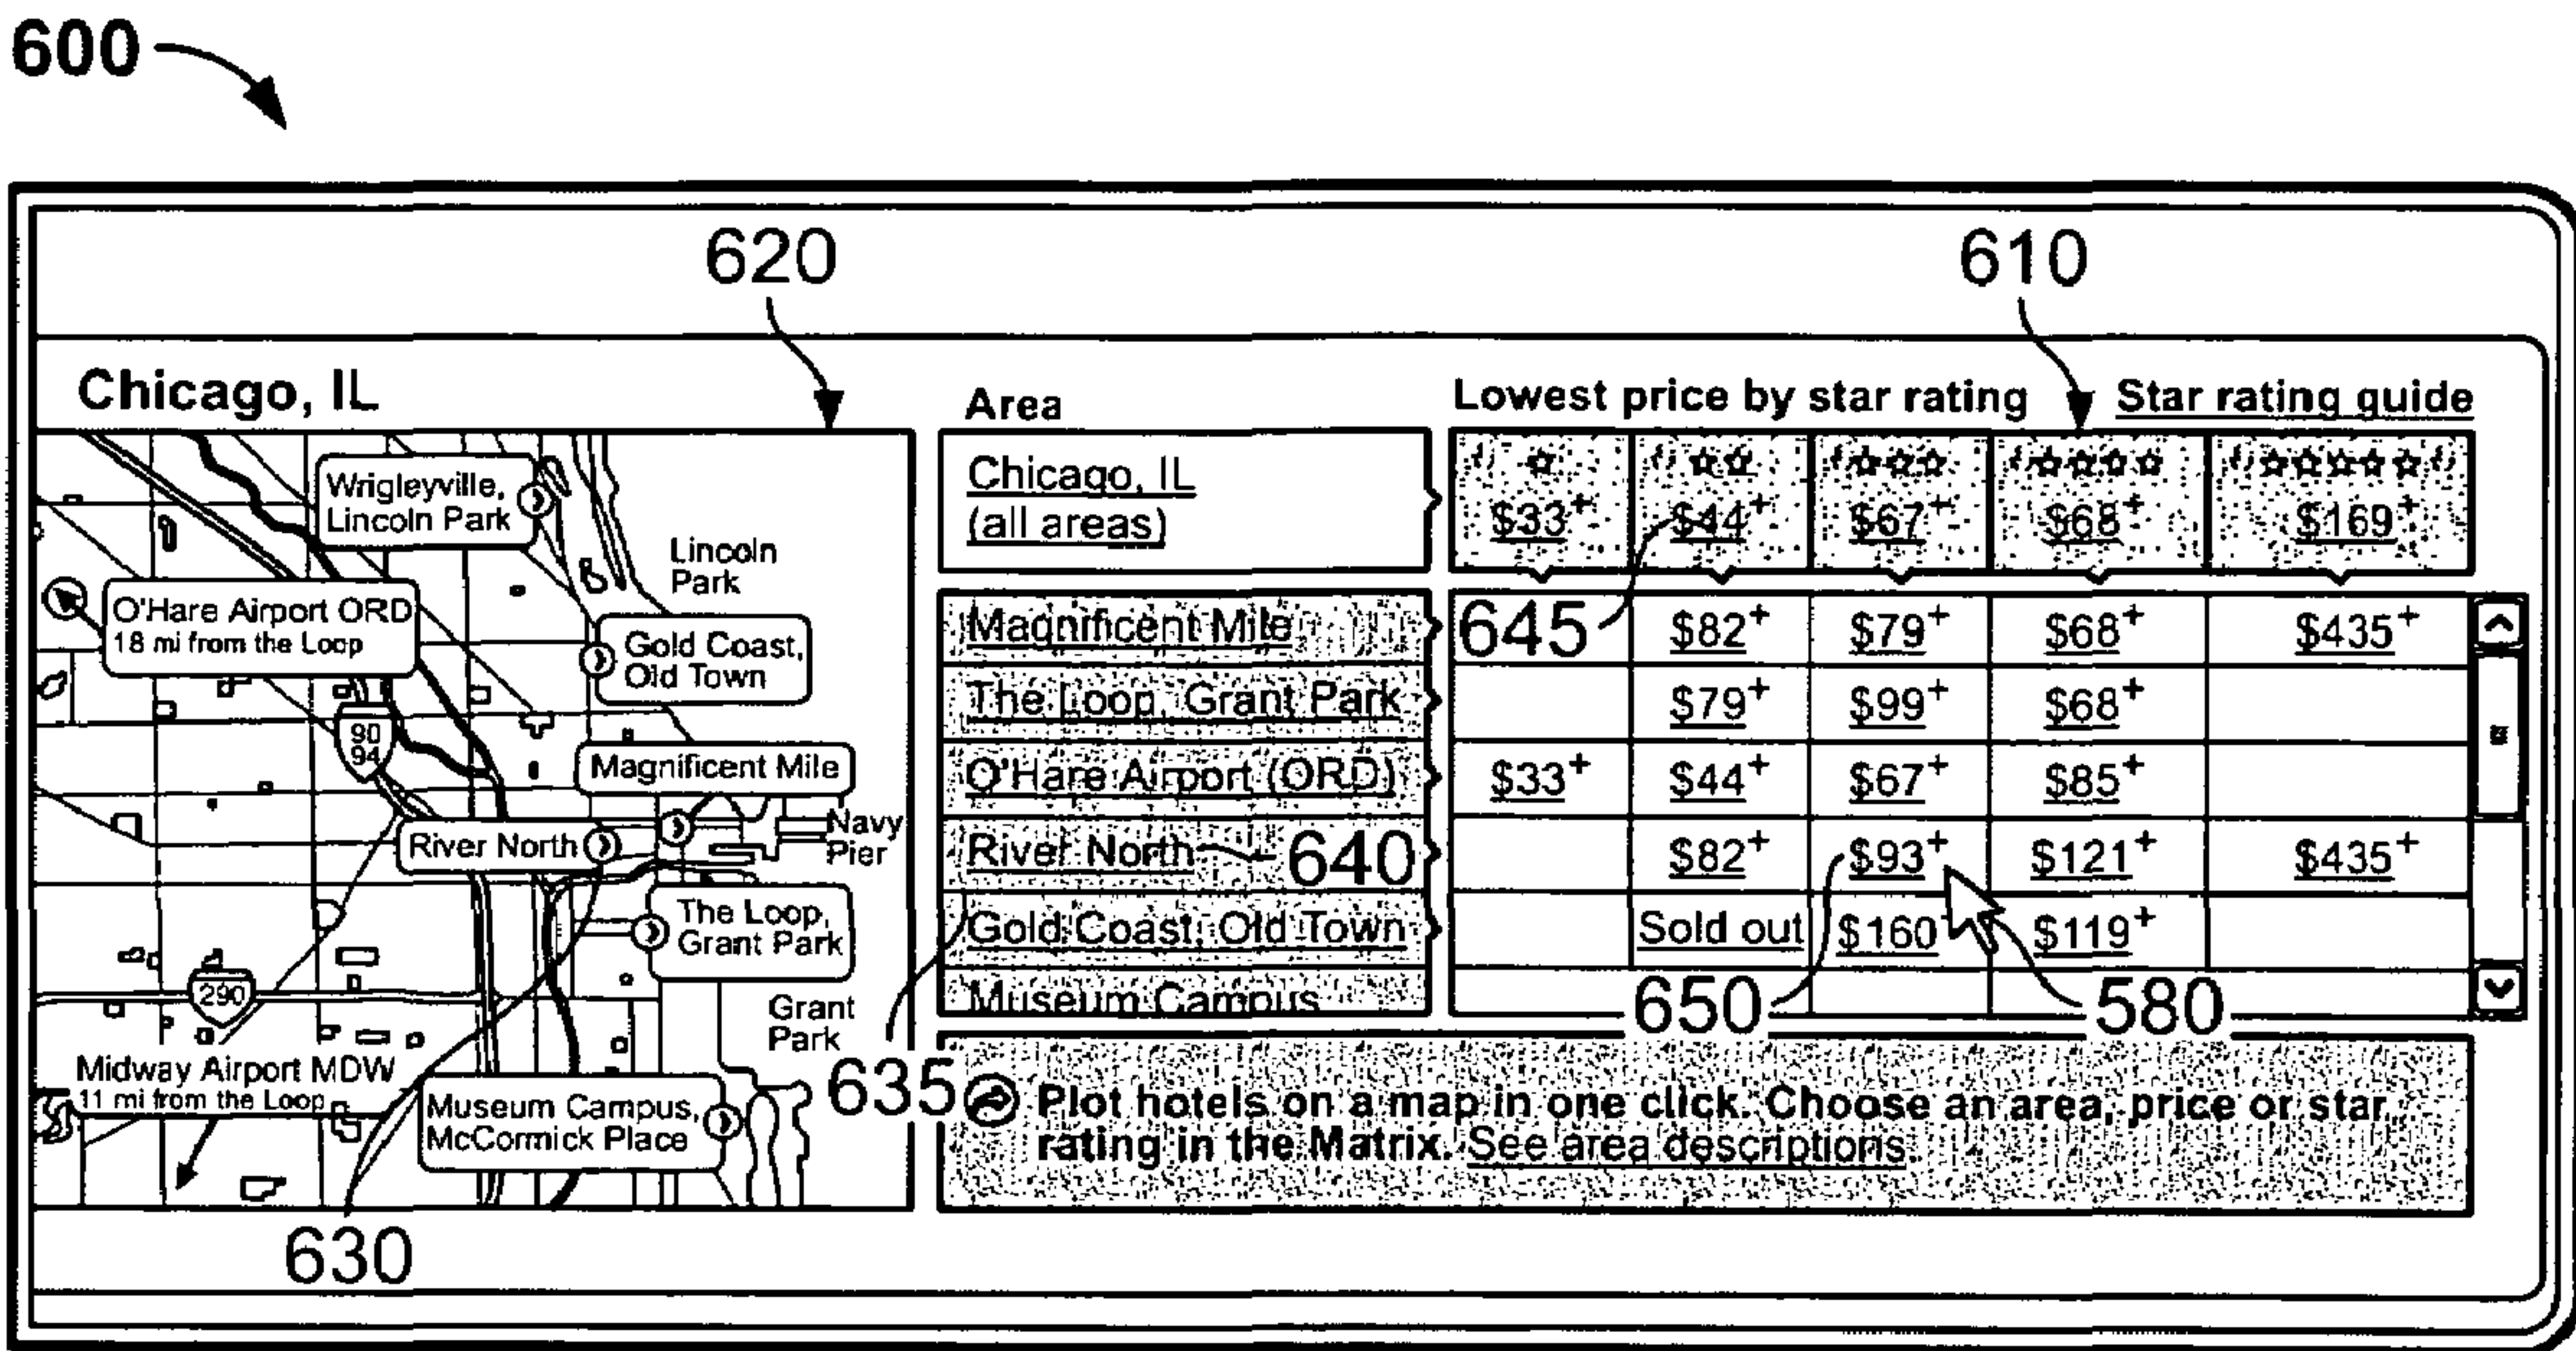 600
620
610
Chicago, IL
Wrigleyville,
Lincoln Park
Lincoln
Park
O'Hare Airport ORD
18 mi from the Loop
Gold Coast,
Old Town
90
94
Magnificent Mile
Navy
Pier
River North
The Loop,
Grant Park
290
Grant
Park
Midway Airport MDW
11 mi from the Loop
Museum Campus,
McCormick Place
630
635
Area
Lowest price by star rating Star rating guide
Chicago, IL
(all areas)
$33+ $44+ $67+ $68+ $169+
Magnificent Mile 645 $82+ $79+ $68+ $435+
The Loop, Grant Park $79+ $99+ $68+
O'Hare Airport (ORD) $33+ $44+ $67+ $85+
River North 640 $82+ $93+ $121+ $435+
Gold Coast, Old Town Sold out $160+ $119+
Museum Campus
650 580
Plot hotels on a map in one click. Choose an area, price or star
rating in the Matrix. See area descriptions.